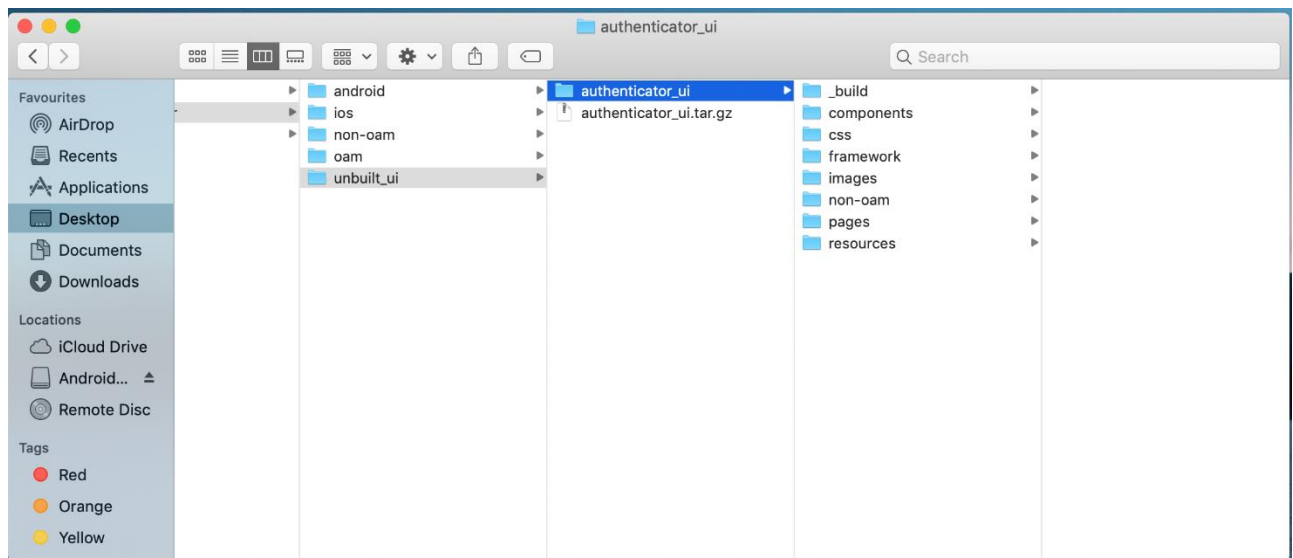 authenticator_ui
Search
Favourites
AirDrop
Recents
Applications
Desktop
Documents
Downloads
Locations
iCloud Drive
Android...
Remote Disc
Tags
Red
Orange
Yellow
android
ios
non-oam
oam
unbuilt_ui
authenticator_ui
authenticator_ui.tar.gz
_build
components
css
framework
images
non-oam
pages
resources